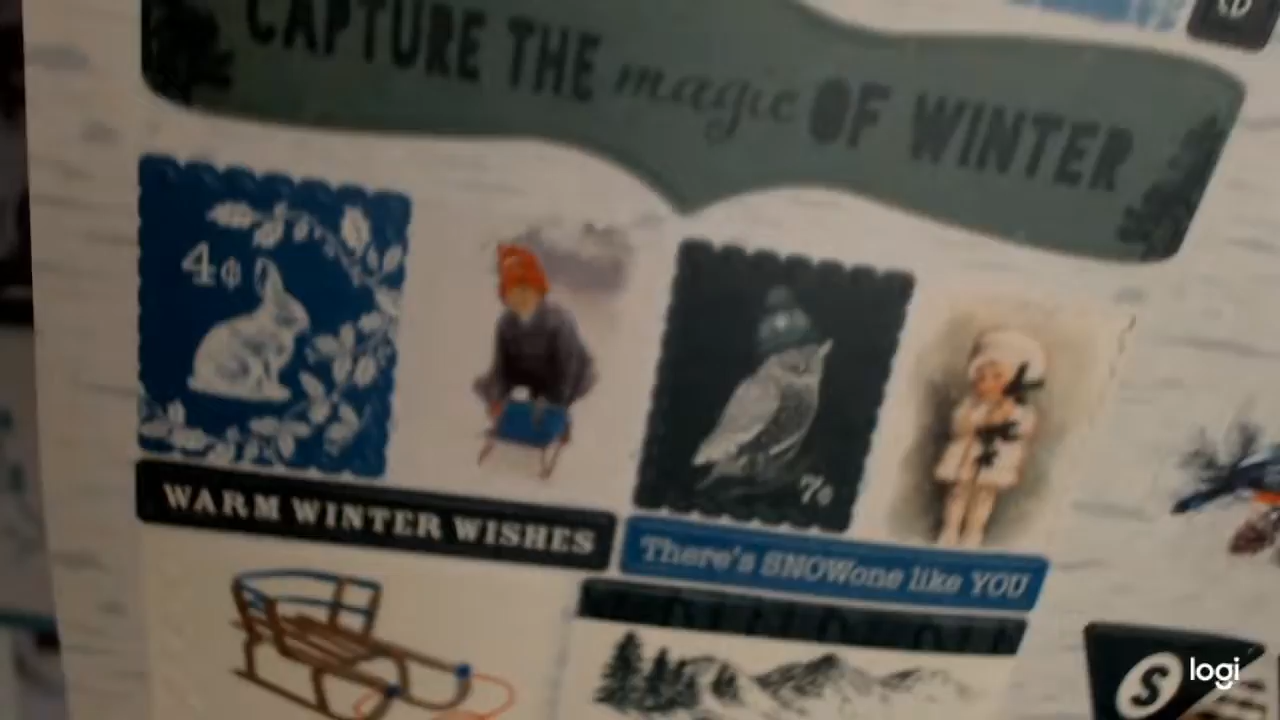 CAPTURE THE magic OF WINTER
4¢
7¢
WARM WINTER WISHES
There's SNOWone like YOU
S
logi